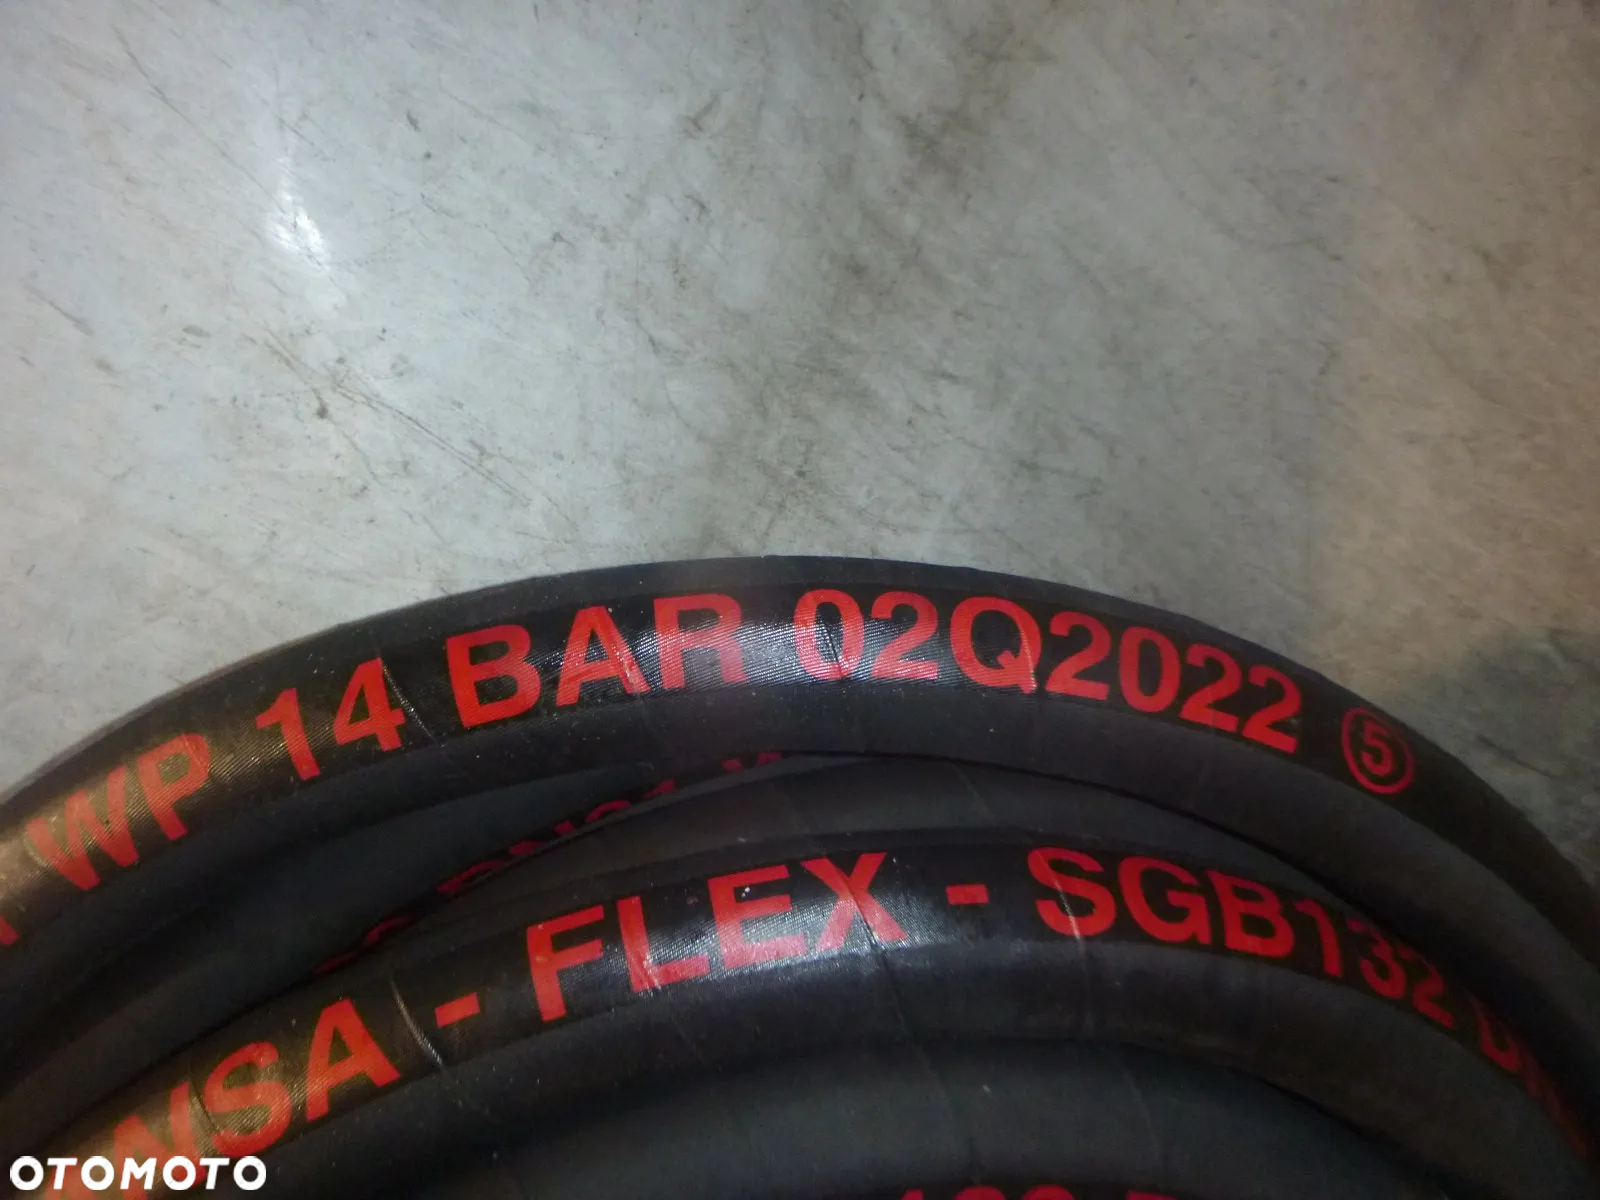 WP 14 BAR 02Q2022 ⑤
NSA - FLEX - SGB132
OTOMOTO